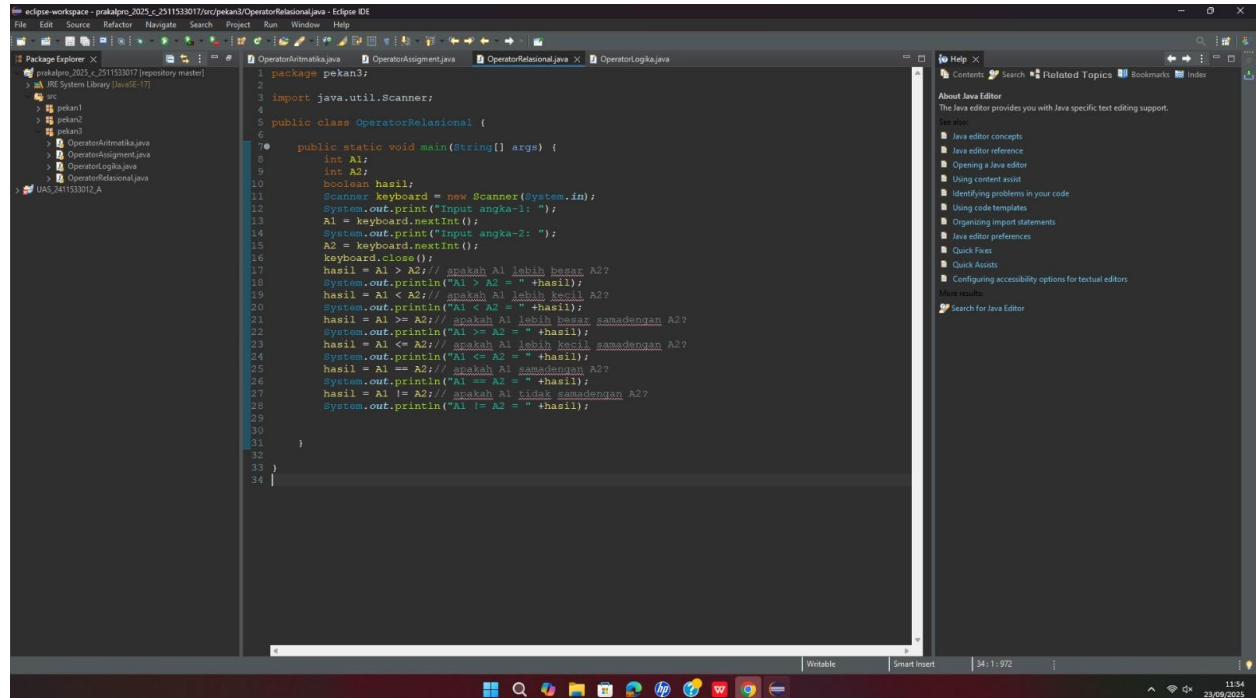 eclipse-workspace - prakalpro_2025_c_2511533017/src/pekan3/OperatorRelasional.java - Eclipse IDE
File Edit Source Refactor Navigate Search Project Run Window Help
Package Explorer
prakalpro_2025_c_2511533017 [repository master]
JRE System Library [JavaSE-17]
src
pekan1
pekan2
pekan3
OperatorAritmatika.java
OperatorAssigment.java
OperatorLogika.java
OperatorRelasional.java
UAS_2411533012_A
OperatorAritmatika.java OperatorAssigment.java OperatorRelasional.java OperatorLogika.java
1 package pekan3;
2
3 import java.util.Scanner;
4
5 public class OperatorRelasional {
6
7 public static void main(String[] args) {
8 int A1;
9 int A2;
10 boolean hasil;
11 Scanner keyboard = new Scanner(System.in);
12 System.out.print("Input angka-1: ");
13 A1 = keyboard.nextInt();
14 System.out.print("Input angka-2: ");
15 A2 = keyboard.nextInt();
16 keyboard.close();
17 hasil = A1 > A2;// apakah A1 lebih besar A2?
18 System.out.println("A1 > A2 = " +hasil);
19 hasil = A1 < A2;// apakah A1 lebih kecil A2?
20 System.out.println("A1 < A2 = " +hasil);
21 hasil = A1 >= A2;// apakah A1 lebih besar samadengan A2?
22 System.out.println("A1 >= A2 = " +hasil);
23 hasil = A1 <= A2;// apakah A1 lebih kecil samadengan A2?
24 System.out.println("A1 <= A2 = " +hasil);
25 hasil = A1 == A2;// apakah A1 samadengan A2?
26 System.out.println("A1 == A2 = " +hasil);
27 hasil = A1 != A2;// apakah A1 tidak samadengan A2?
28 System.out.println("A1 != A2 = " +hasil);
29
30
31 }
32
33 }
34
Help
Contents Search Related Topics Bookmarks Index
About Java Editor
The Java editor provides you with Java specific text editing support.
See also:
Java editor concepts
Java editor reference
Opening a Java editor
Using content assist
Identifying problems in your code
Using code templates
Organizing import statements
Java editor preferences
Quick Fixes
Quick Assists
Configuring accessibility options for textual editors
More results:
Search for Java Editor
Writable Smart Insert 34 : 1 : 972
11:54
23/09/2025